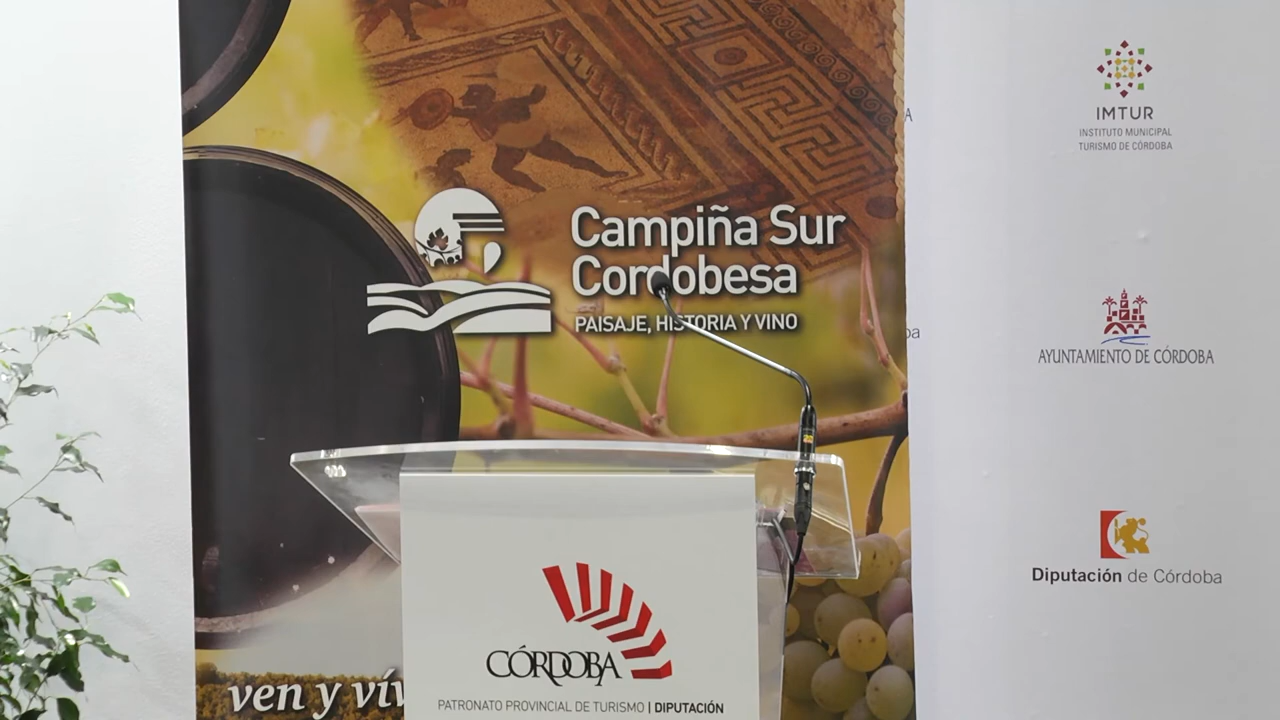 Campiña Sur
Cordobesa
PAISAJE, HISTORIA Y VINO
ven y
CÓRDOBA
PATRONATO PROVINCIAL DE TURISMO | DIPUTACIÓN
IMTUR
INSTITUTO MUNICIPAL
TURISMO DE CÓRDOBA
AYUNTAMIENTO DE CÓRDOBA
Diputación de Córdoba